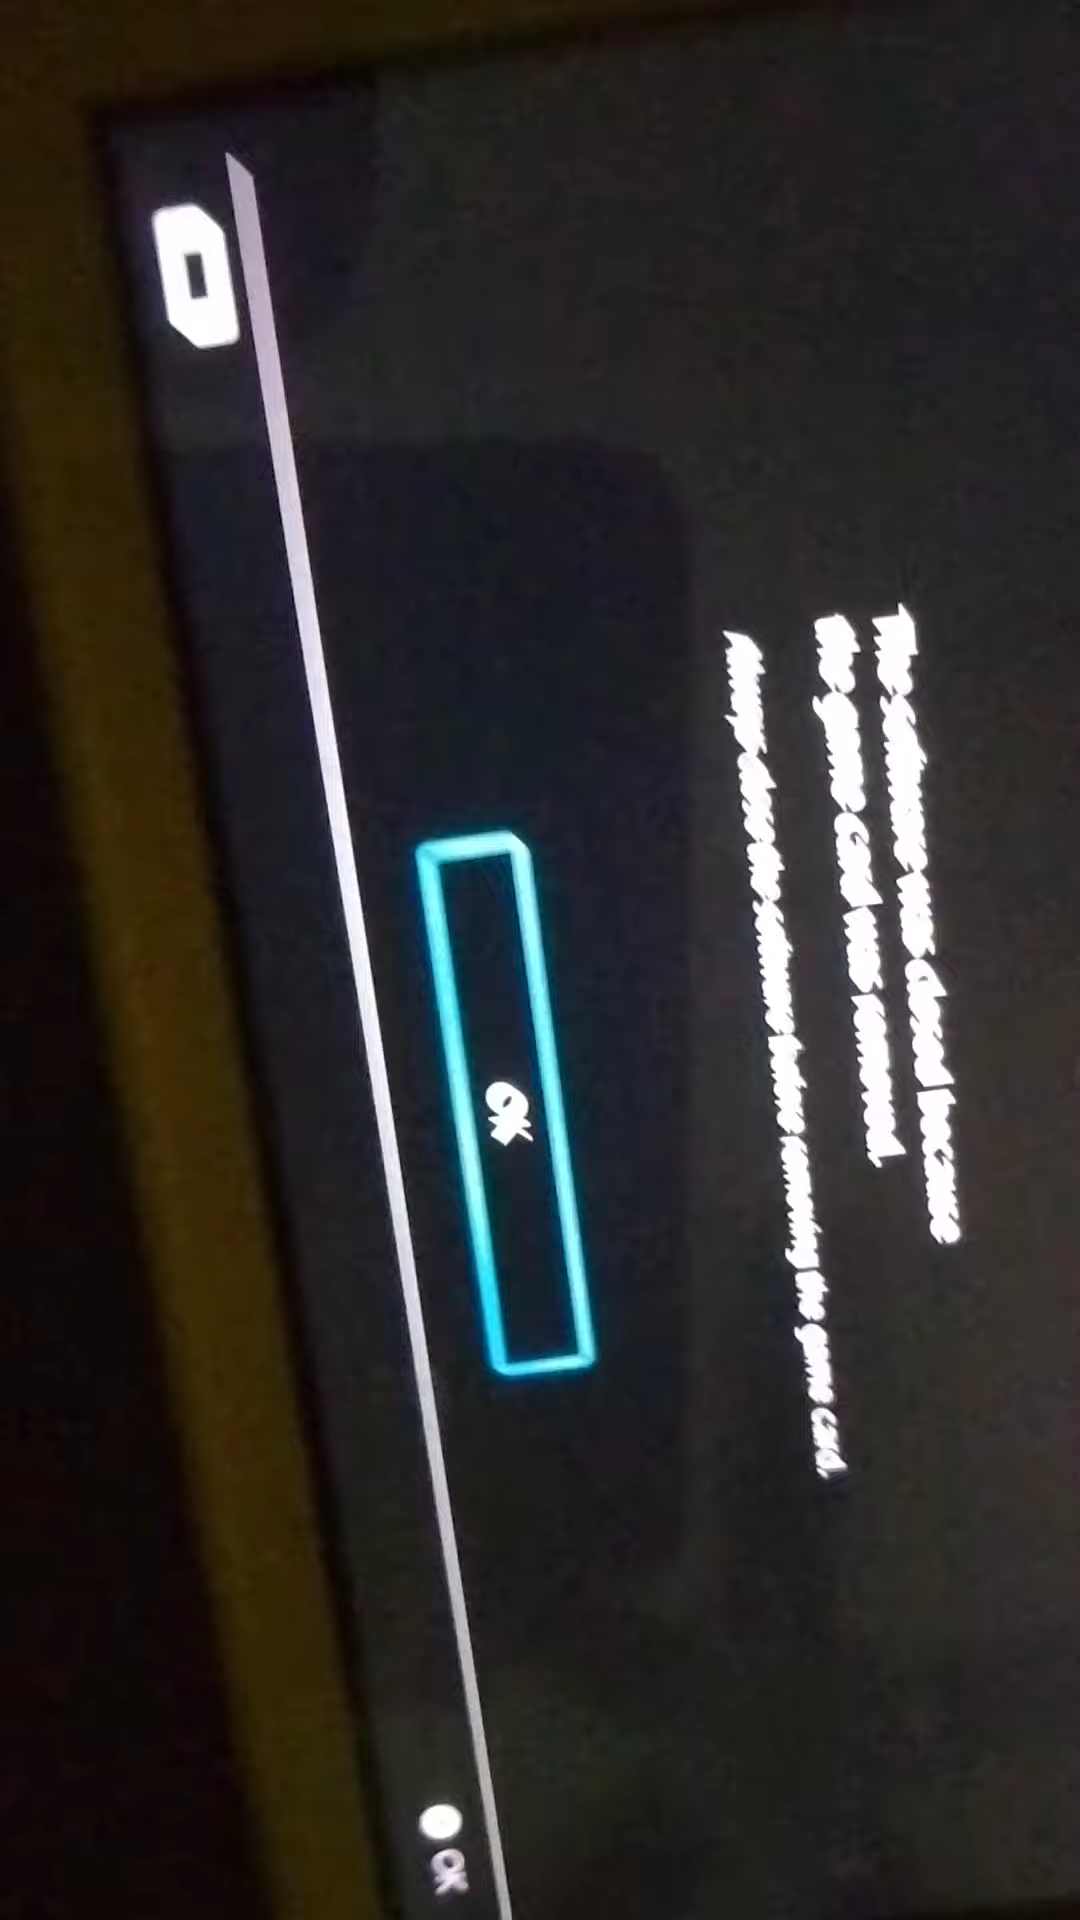 The software was closed because
the game card was removed.
Always close the software before removing the game card.
OK
OK